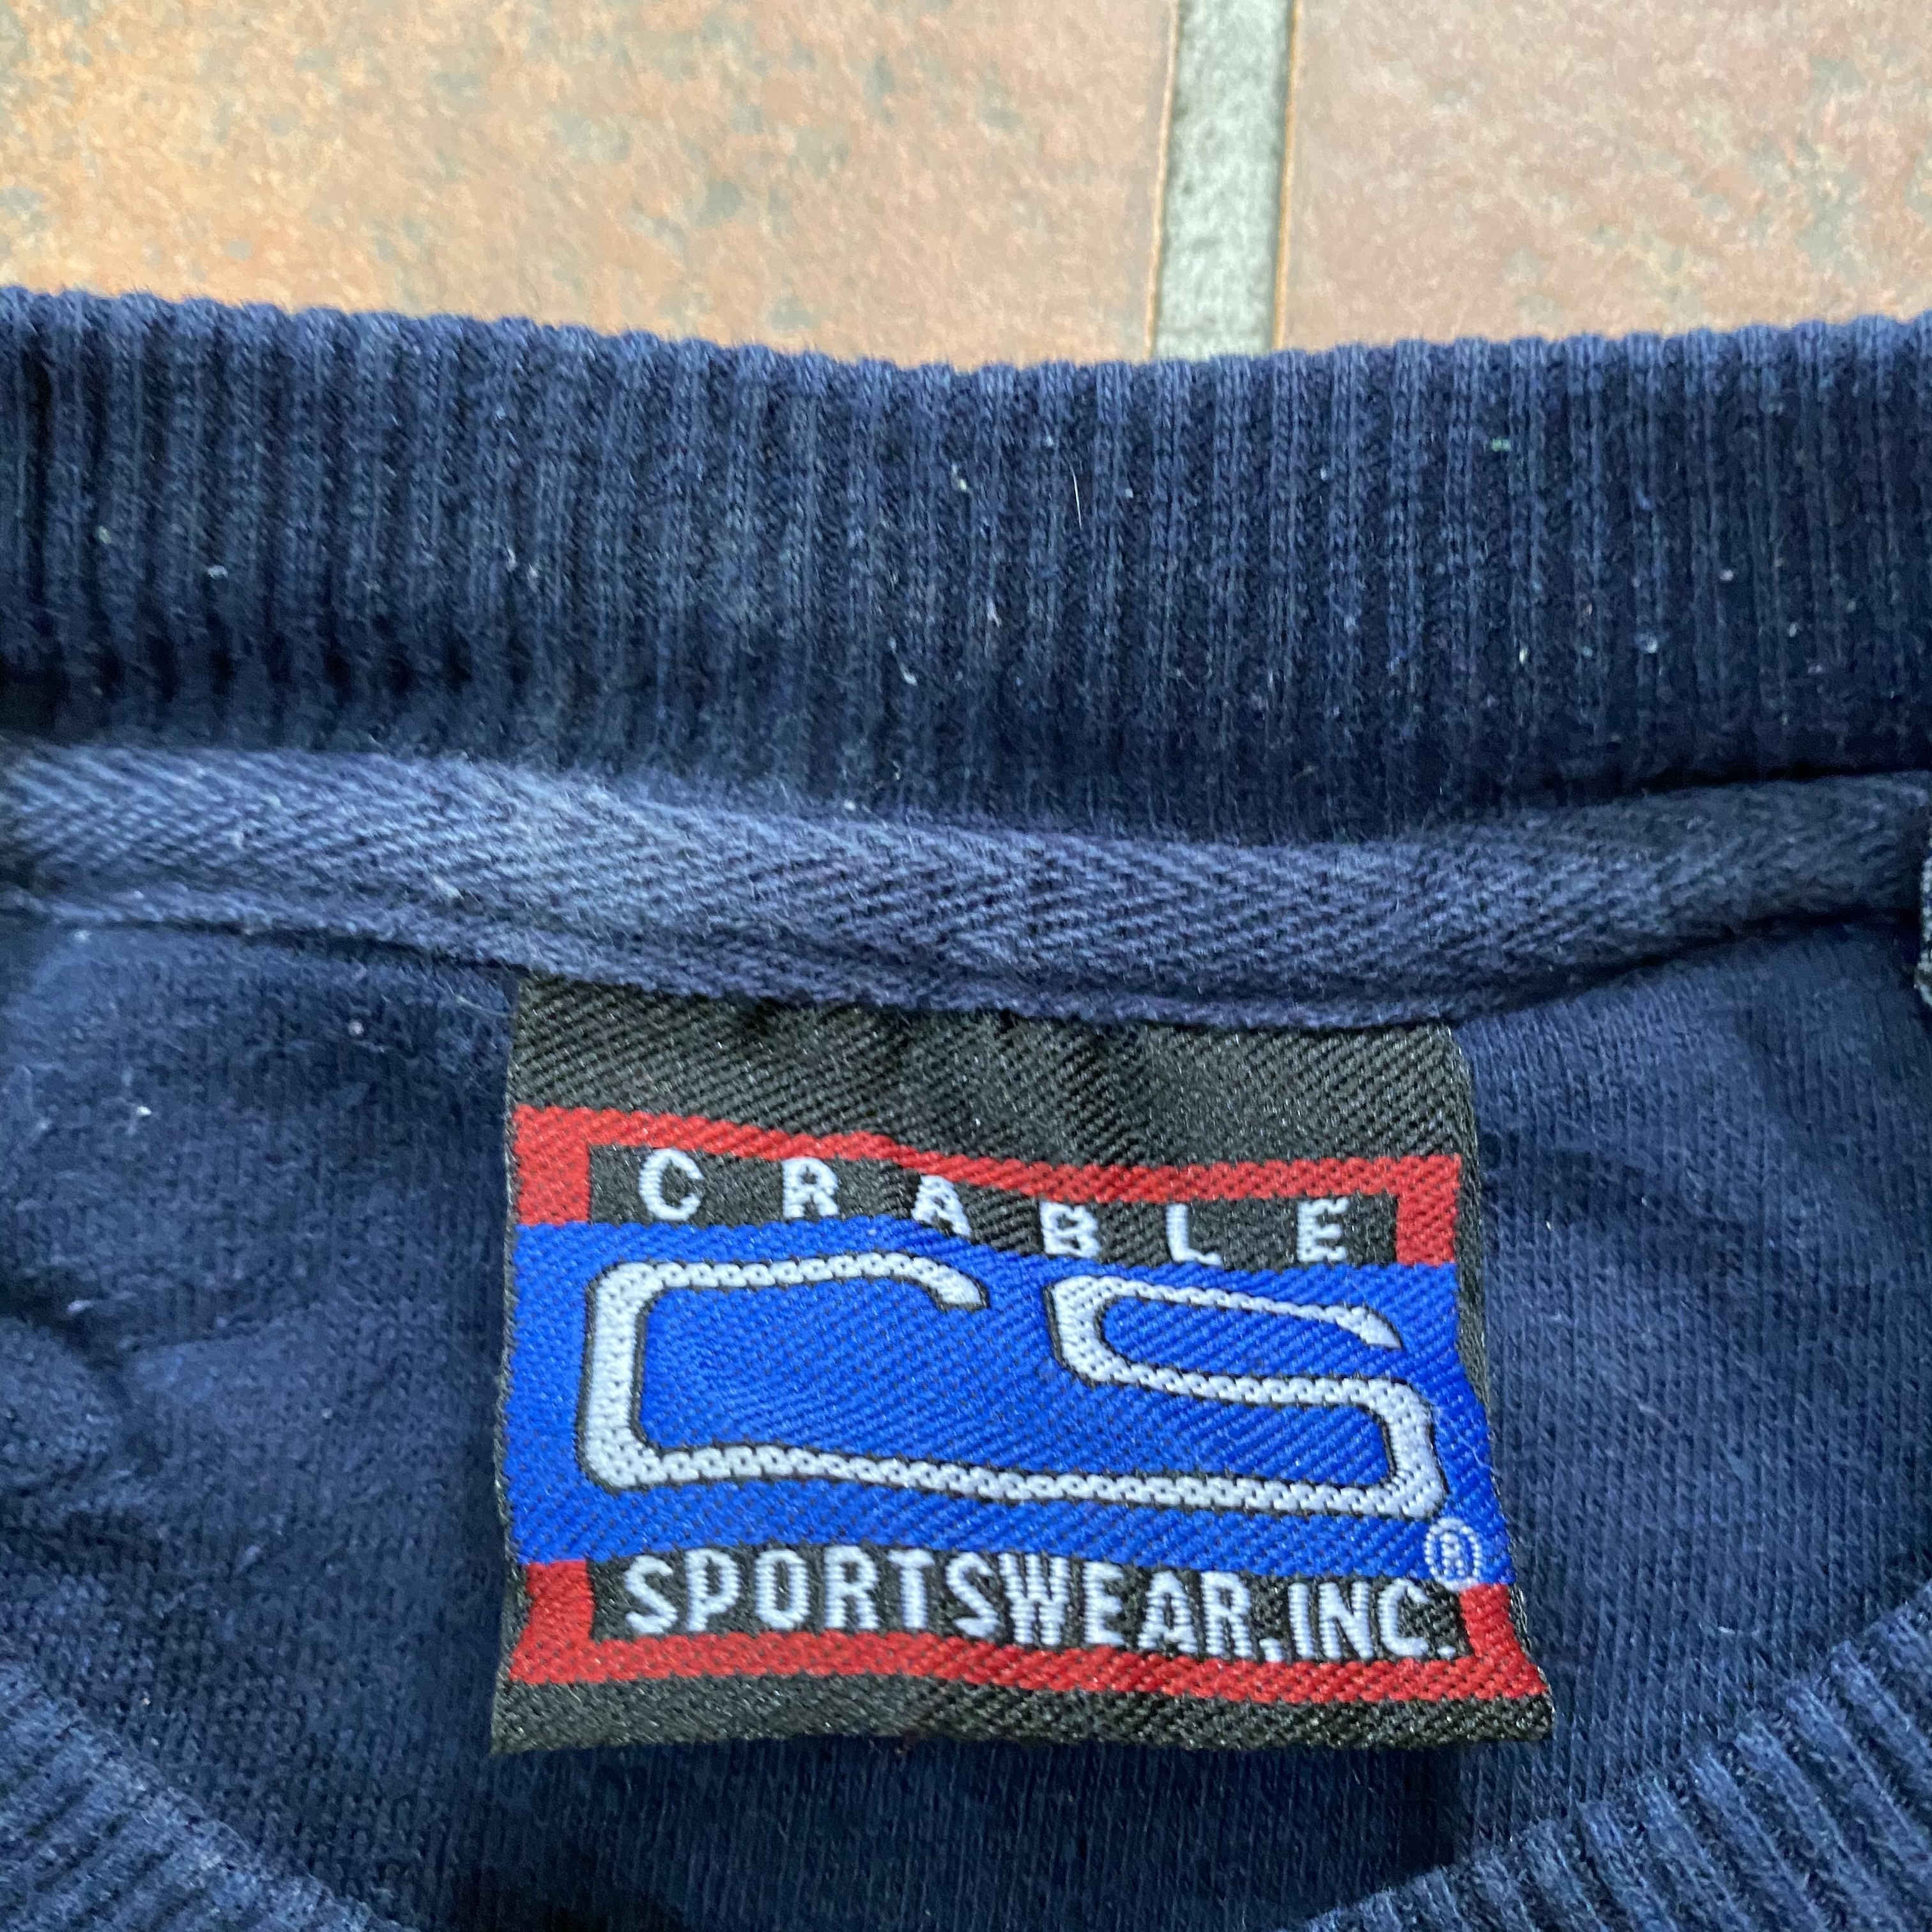 CRABLE
CS
®
SPORTSWEAR, INC.